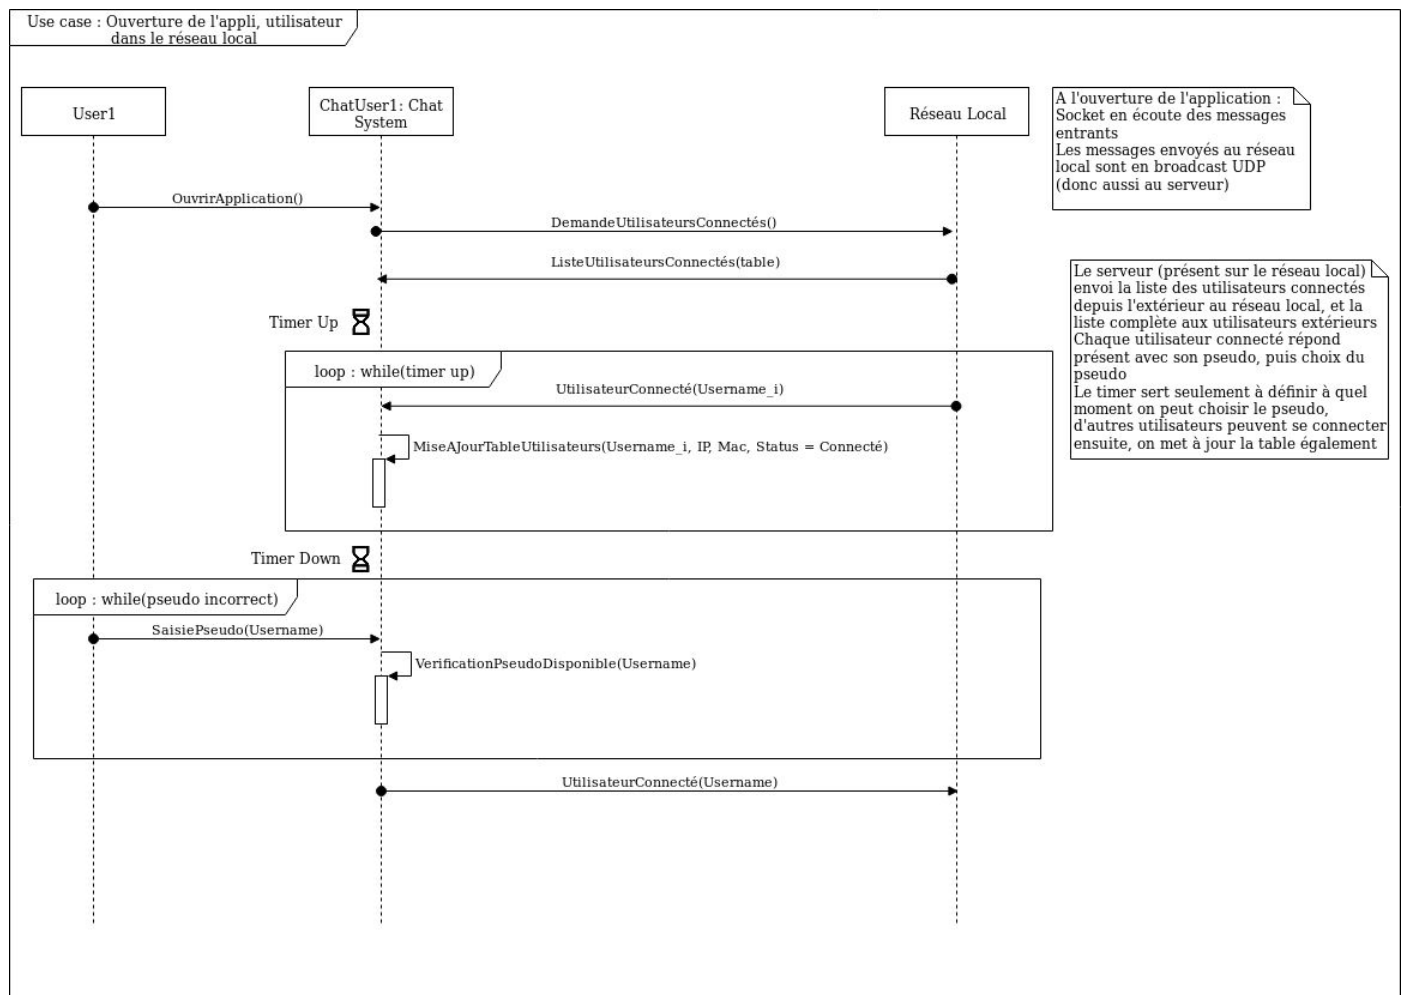 Use case : Ouverture de l'appli, utilisateur
dans le réseau local
User1
ChatUser1: Chat
System
Réseau Local
A l'ouverture de l'application :
Socket en écoute des messages
entrants
Les messages envoyés au réseau
local sont en broadcast UDP
(donc aussi au serveur)
OuvrirApplication()
DemandeUtilisateursConnectés()
ListeUtilisateursConnectés(table)
Le serveur (présent sur le réseau local)
envoi la liste des utilisateurs connectés
depuis l'extérieur au réseau local, et la
liste complète aux utilisateurs extérieurs
Chaque utilisateur connecté répond
présent avec son pseudo, puis choix du
pseudo
Le timer sert seulement à définir à quel
moment on peut choisir le pseudo,
d'autres utilisateurs peuvent se connecter
ensuite, on met à jour la table également
Timer Up
loop : while(timer up)
UtilisateurConnecté(Username_i)
MiseAJourTableUtilisateurs(Username_i, IP, Mac, Status = Connecté)
Timer Down
loop : while(pseudo incorrect)
SaisiePseudo(Username)
VerificationPseudoDisponible(Username)
UtilisateurConnecté(Username)